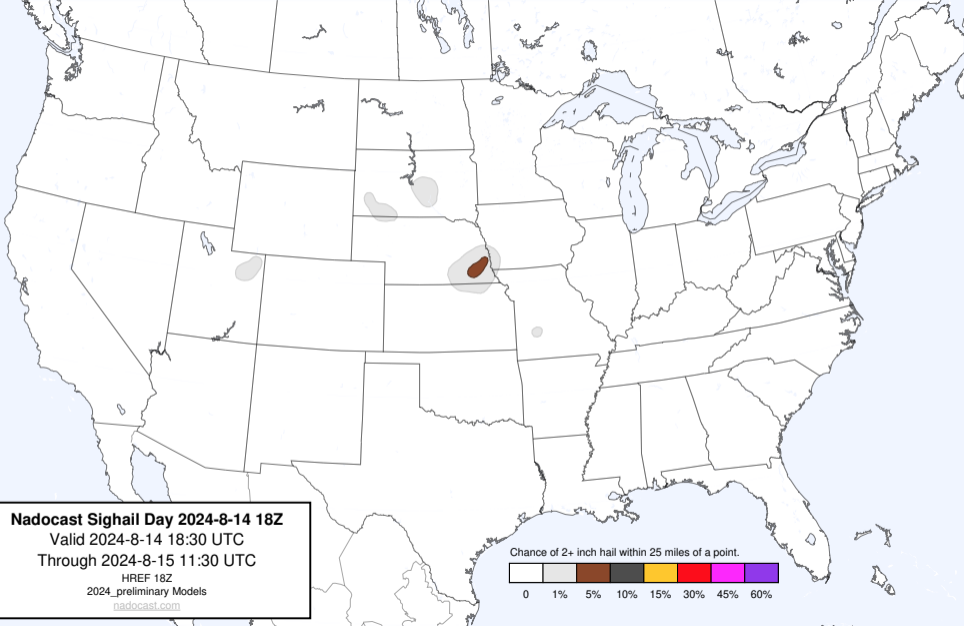 Nadocast Sighail Day 2024-8-14 18Z
Valid 2024-8-14 18:30 UTC
Through 2024-8-15 11:30 UTC
HREF 18Z
2024_preliminary Models
nadocast.com
Chance of 2+ inch hail within 25 miles of a point.
0 1% 5% 10% 15% 30% 45% 60%